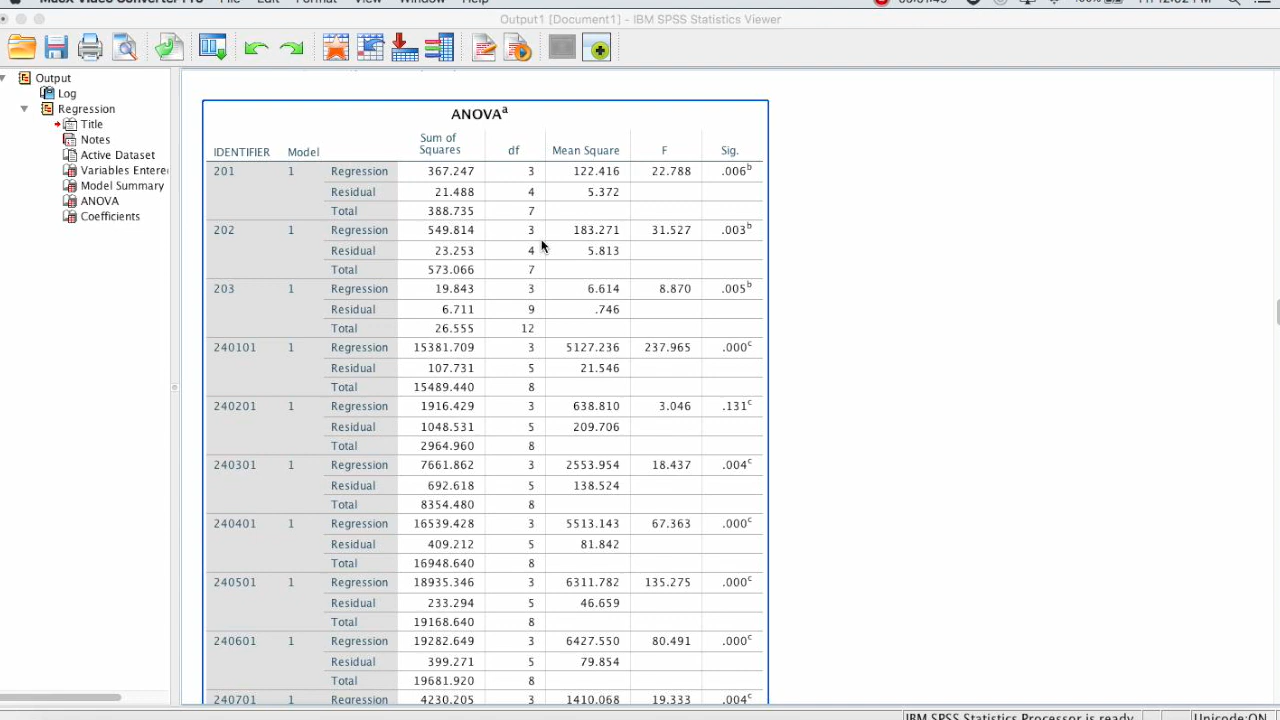 Output1 [Document1] - IBM SPSS Statistics Viewer
Output
Log
Regression
Title
Notes
Active Dataset
Variables Entere
Model Summary
ANOVA
Coefficients
ANOVAa
IDENTIFIER Model Sum of Squares df Mean Square F Sig.
201 1 Regression 367.247 3 122.416 22.788 .006b
Residual 21.488 4 5.372
Total 388.735 7
202 1 Regression 549.814 3 183.271 31.527 .003b
Residual 23.253 4 5.813
Total 573.066 7
203 1 Regression 19.843 3 6.614 8.870 .005b
Residual 6.711 9 .746
Total 26.555 12
240101 1 Regression 15381.709 3 5127.236 237.965 .000c
Residual 107.731 5 21.546
Total 15489.440 8
240201 1 Regression 1916.429 3 638.810 3.046 .131c
Residual 1048.531 5 209.706
Total 2964.960 8
240301 1 Regression 7661.862 3 2553.954 18.437 .004c
Residual 692.618 5 138.524
Total 8354.480 8
240401 1 Regression 16539.428 3 5513.143 67.363 .000c
Residual 409.212 5 81.842
Total 16948.640 8
240501 1 Regression 18935.346 3 6311.782 135.275 .000c
Residual 233.294 5 46.659
Total 19168.640 8
240601 1 Regression 19282.649 3 6427.550 80.491 .000c
Residual 399.271 5 79.854
Total 19681.920 8
240701 1 Regression 4230.205 3 1410.068 19.333 .004c
IBM SPSS Statistics Processor is ready
Unicode:ON